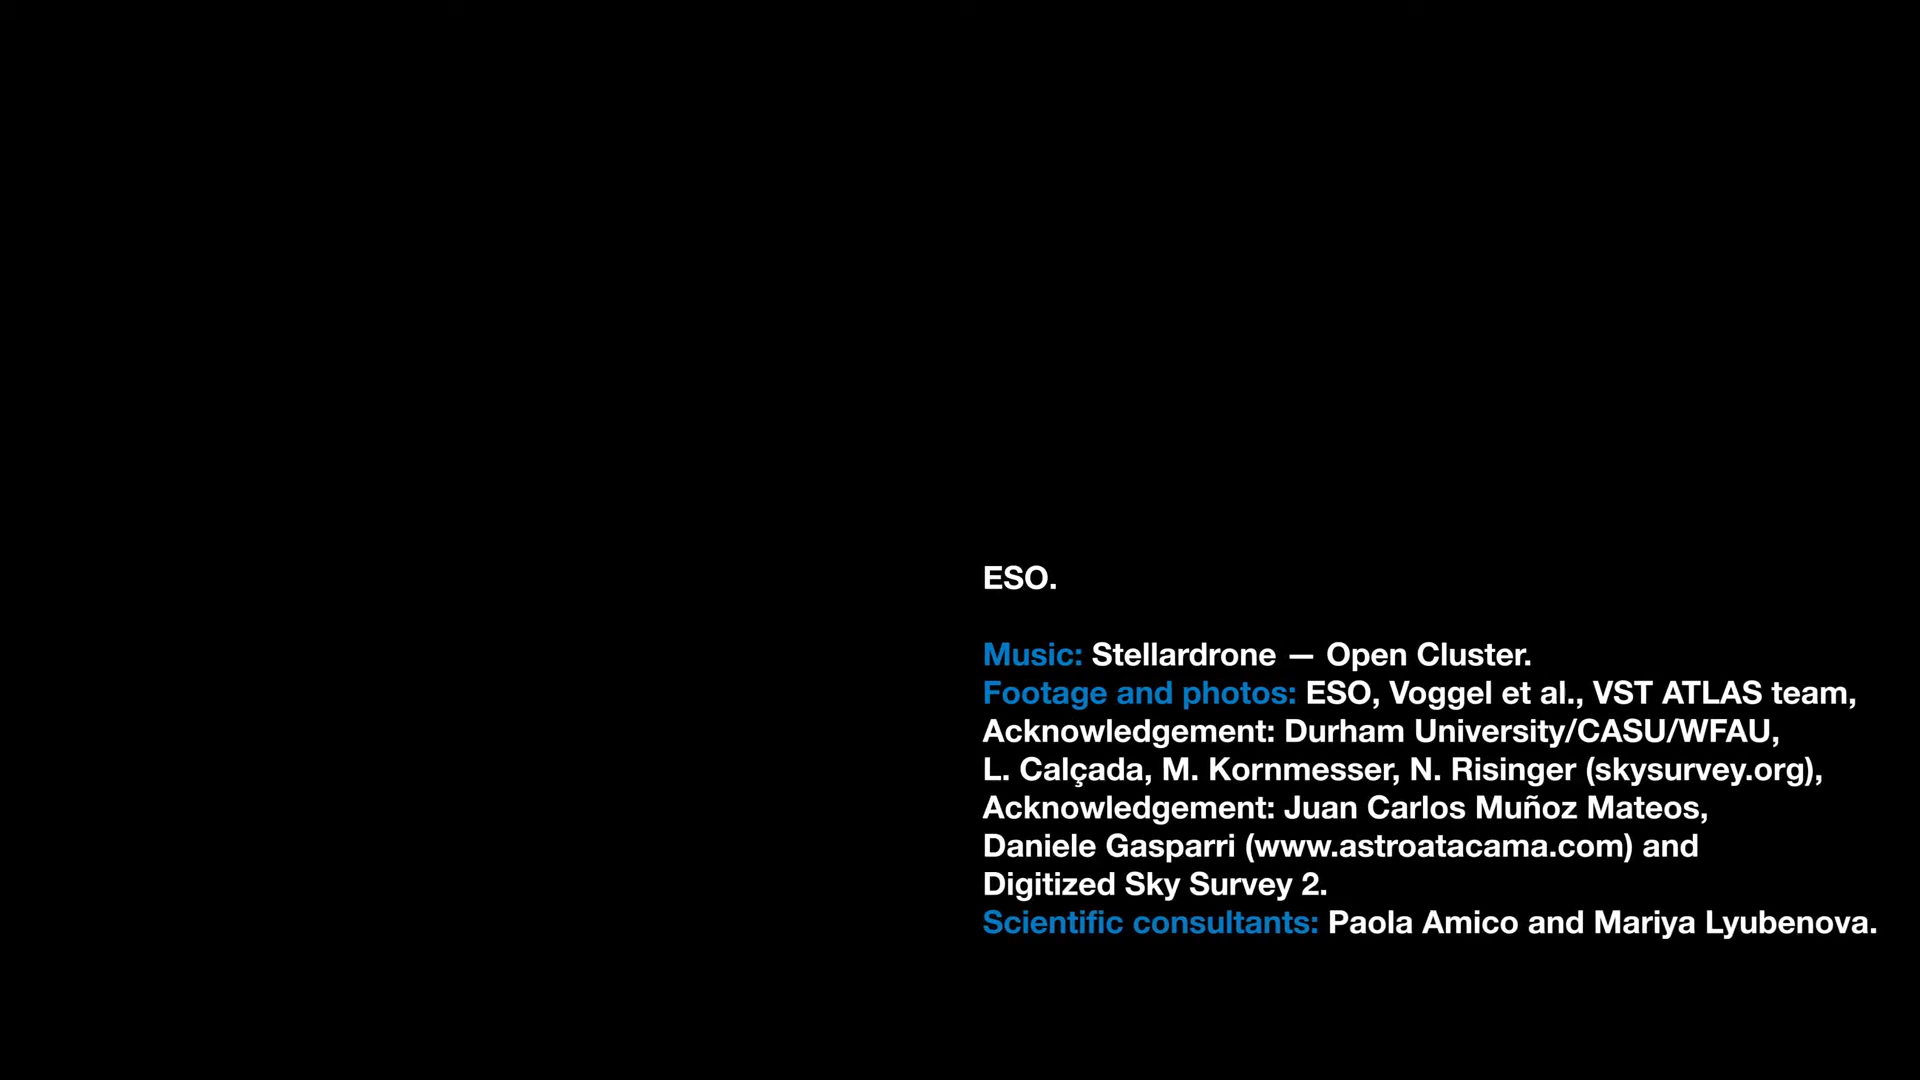 ESO.
Music: Stellardrone — Open Cluster.
Footage and photos: ESO, Voggel et al., VST ATLAS team,
Acknowledgement: Durham University/CASU/WFAU,
L. Calçada, M. Kornmesser, N. Risinger (skysurvey.org),
Acknowledgement: Juan Carlos Muñoz Mateos,
Daniele Gasparri (www.astroatacama.com) and
Digitized Sky Survey 2.
Scientific consultants: Paola Amico and Mariya Lyubenova.